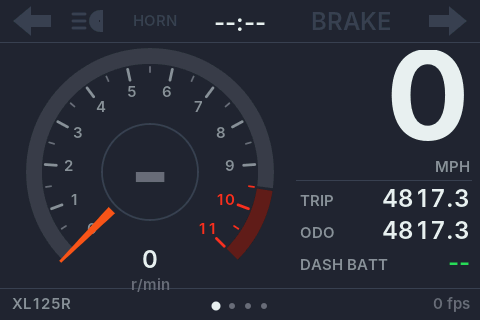 HORN --:-- BRAKE
0
MPH
0 1 2 3 4 5 6 7 8 9 10 11
0
r/min
TRIP 4817.3
ODO 4817.3
DASH BATT --
XL125R 0 fps